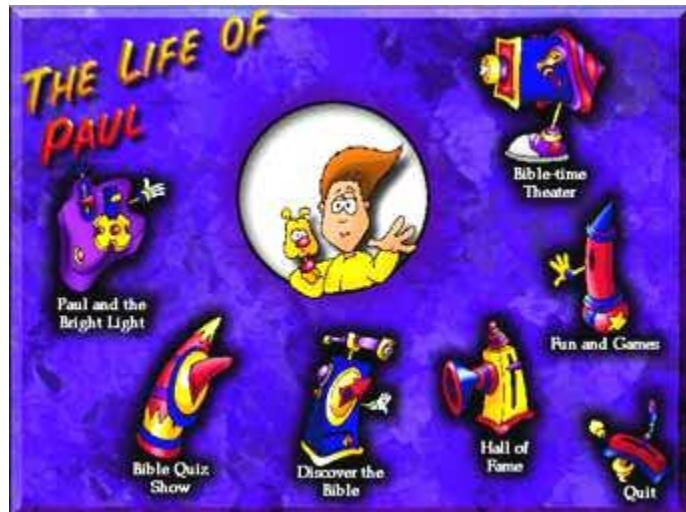 THE LIFE OF
PAUL
Bible-time
Theater
Paul and the
Bright Light
Fun and Games
Bible Quiz
Show
Discover the
Bible
Hall of
Fame
Quit